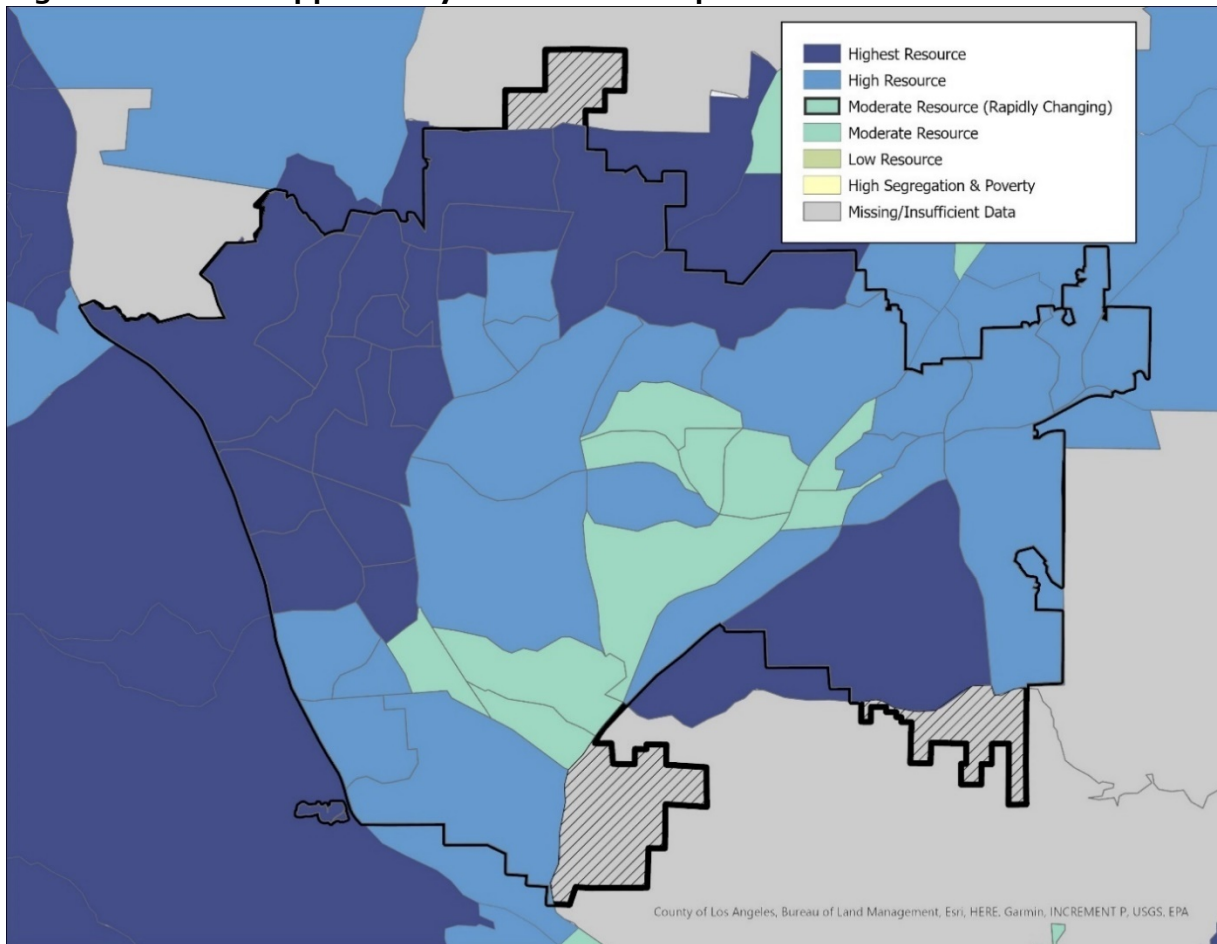 Highest Resource
High Resource
Moderate Resource (Rapidly Changing)
Moderate Resource
Low Resource
High Segregation & Poverty
Missing/Insufficient Data
County of Los Angeles, Bureau of Land Management, Esri, HERE, Garmin, INCREMENT P, USGS, EPA